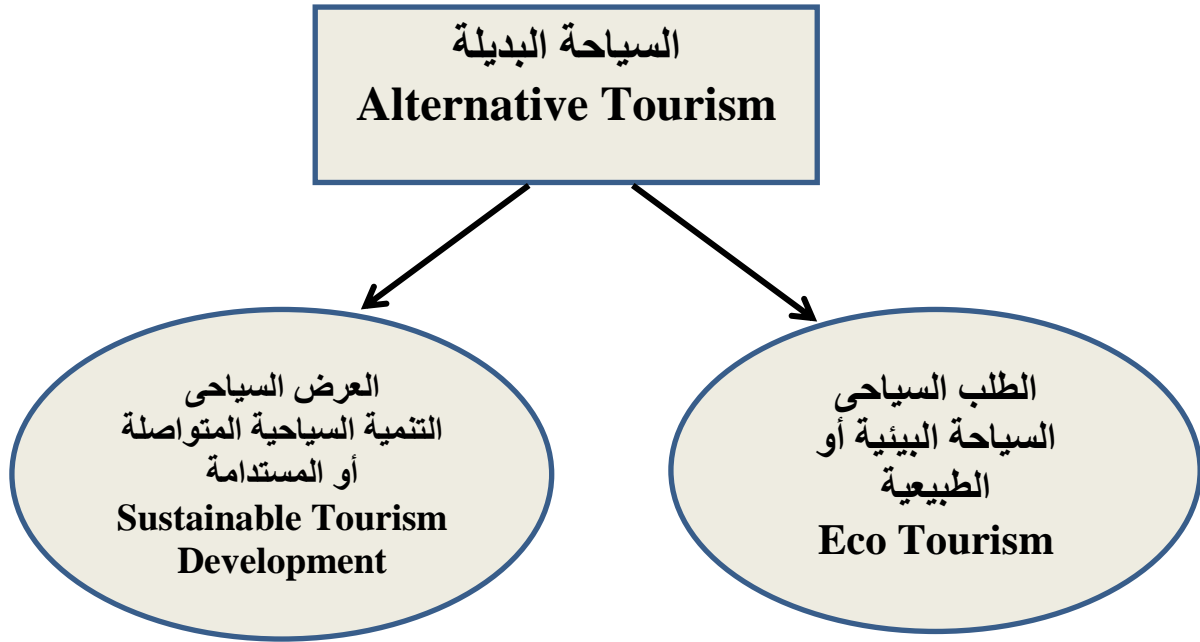 السياحة البديلة
Alternative Tourism
الطلب السياحى
السياحة البيئية أو
الطبيعية
Eco Tourism
العرض السياحى
التنمية السياحية المتواصلة
أو المستدامة
Sustainable Tourism
Development